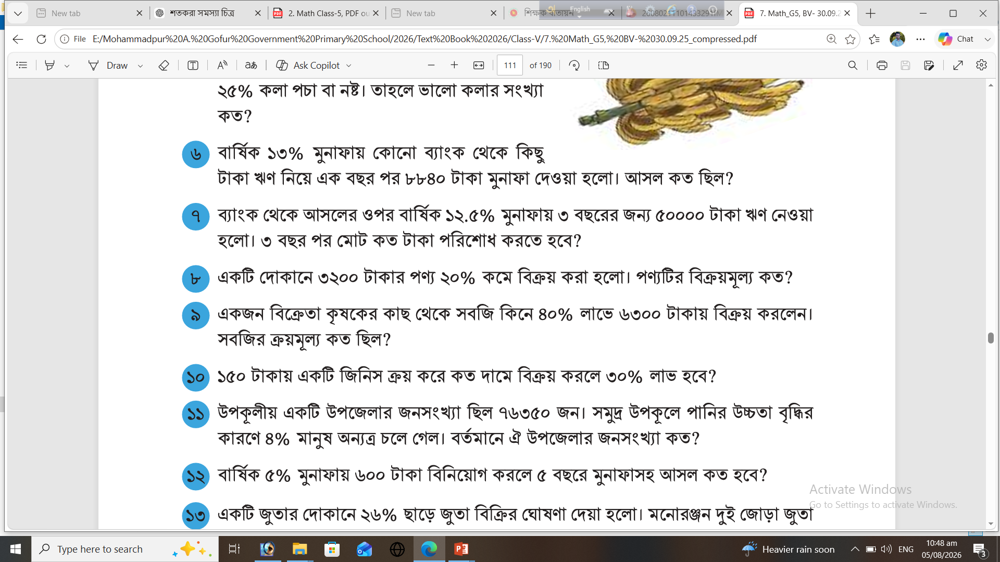 New tab
শতকরা সমস্যা চিত্র
2. Math Class-5, PDF ou
New tab
শিক্ষক বাতায়ন
English
7. Math_G5, BV- 30.09.2
File E:/Mohammadpur%20A.%20Gofur%20Government%20Primary%20School/2026/Text%20Book%202026/Class-V/7.%20Math_G5,%20BV-%2030.09.25_compressed.pdf
Chat
Draw
Ask Copilot
111 of 190
২৫% কলা পচা বা নষ্ট। তাহলে ভালো কলার সংখ্যা
কত?
৬ বার্ষিক ১৩% মুনাফায় কোনো ব্যাংক থেকে কিছু
টাকা ঋণ নিয়ে এক বছর পর ৮৮৪০ টাকা মুনাফা দেওয়া হলো। আসল কত ছিল?
৭ ব্যাংক থেকে আসলের ওপর বার্ষিক ১২.৫% মুনাফায় ৩ বছরের জন্য ৫০০০০ টাকা ঋণ নেওয়া
হলো। ৩ বছর পর মোট কত টাকা পরিশোধ করতে হবে?
৮ একটি দোকানে ৩২০০ টাকার পণ্য ২০% কমে বিক্রয় করা হলো। পণ্যটির বিক্রয়মূল্য কত?
৯ একজন বিক্রেতা কৃষকের কাছ থেকে সবজি কিনে ৪০% লাভে ৬৩০০ টাকায় বিক্রয় করলেন।
সবজির ক্রয়মূল্য কত ছিল?
১০ ১৫০ টাকায় একটি জিনিস ক্রয় করে কত দামে বিক্রয় করলে ৩০% লাভ হবে?
১১ উপকূলীয় একটি উপজেলার জনসংখ্যা ছিল ৭৬৩৫০ জন। সমুদ্র উপকূলে পানির উচ্চতা বৃদ্ধির
কারণে ৪% মানুষ অন্যত্র চলে গেল। বর্তমানে ঐ উপজেলার জনসংখ্যা কত?
১২ বার্ষিক ৫% মুনাফায় ৬০০ টাকা বিনিয়োগ করলে ৫ বছরে মুনাফাসহ আসল কত হবে?
১৩ একটি জুতার দোকানে ২৬% ছাড়ে জুতা বিক্রির ঘোষণা দেয়া হলো। মনোরঞ্জন দুই জোড়া জুতা
Activate Windows
Go to Settings to activate Windows.
Type here to search
Heavier rain soon
ENG
10:48 am
05/08/2026
3